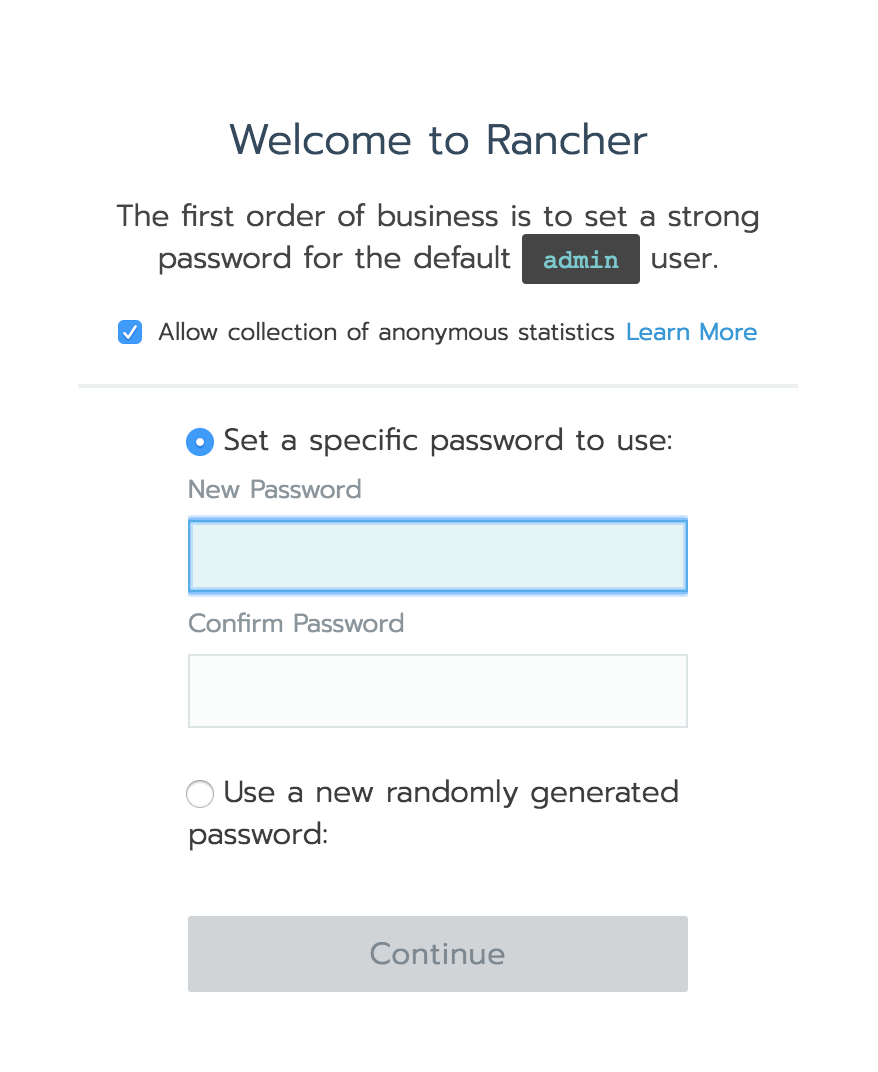 Welcome to Rancher
The first order of business is to set a strong
password for the default admin user.
Allow collection of anonymous statistics Learn More
Set a specific password to use:
New Password
Confirm Password
Use a new randomly generated
password:
Continue